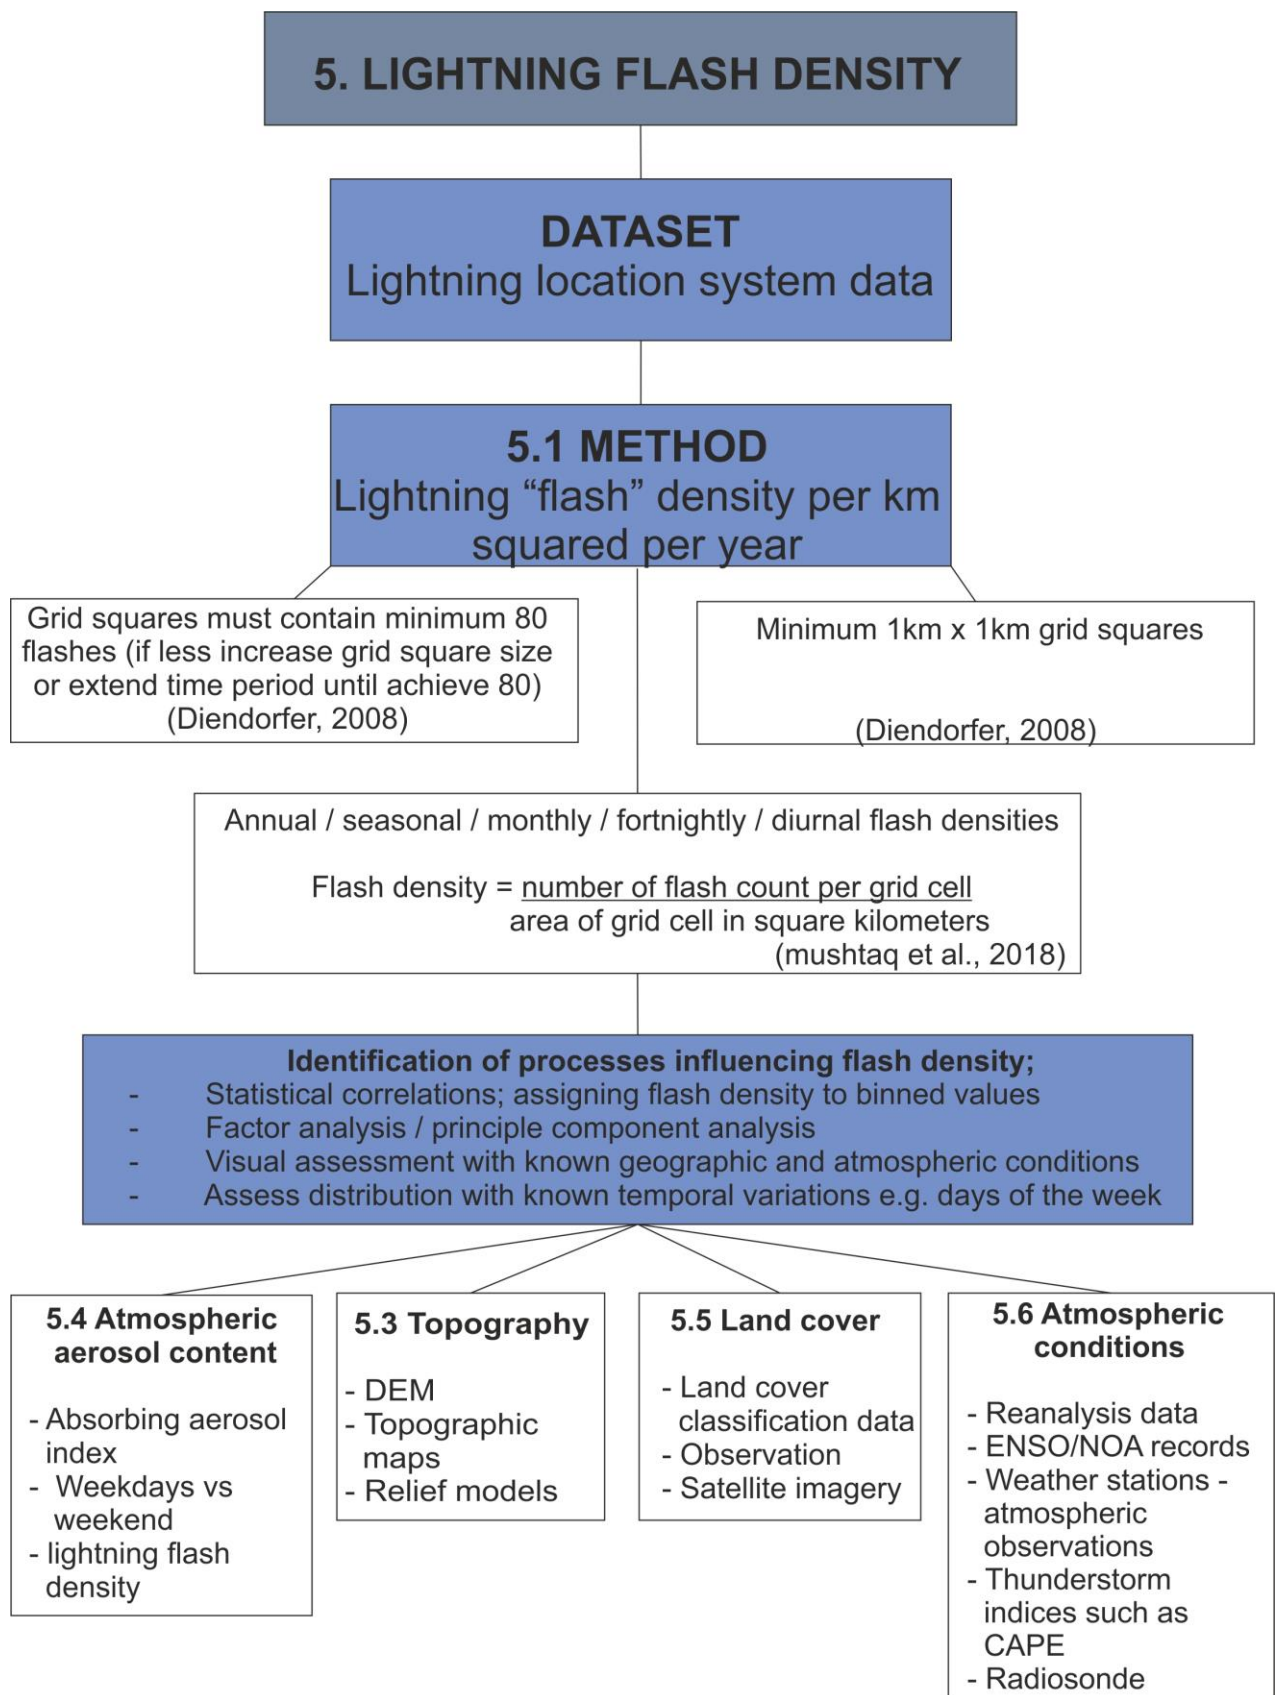 5. LIGHTNING FLASH DENSITY
DATASET
Lightning location system data
5.1 METHOD
Lightning “flash” density per km
squared per year
Grid squares must contain minimum 80
flashes (if less increase grid square size
or extend time period until achieve 80)
(Diendorfer, 2008)
Minimum 1km x 1km grid squares
(Diendorfer, 2008)
Annual / seasonal / monthly / fortnightly / diurnal flash densities
Flash density = number of flash count per grid cell
area of grid cell in square kilometers
(mushtaq et al., 2018)
Identification of processes influencing flash density;
- Statistical correlations; assigning flash density to binned values
- Factor analysis / principle component analysis
- Visual assessment with known geographic and atmospheric conditions
- Assess distribution with known temporal variations e.g. days of the week
5.4 Atmospheric
aerosol content
- Absorbing aerosol
index
- Weekdays vs
weekend
- lightning flash
density
5.3 Topography
- DEM
- Topographic
maps
- Relief models
5.5 Land cover
- Land cover
classification data
- Observation
- Satellite imagery
5.6 Atmospheric
conditions
- Reanalysis data
- ENSO/NOA records
- Weather stations -
atmospheric
observations
- Thunderstorm
indices such as
CAPE
- Radiosonde